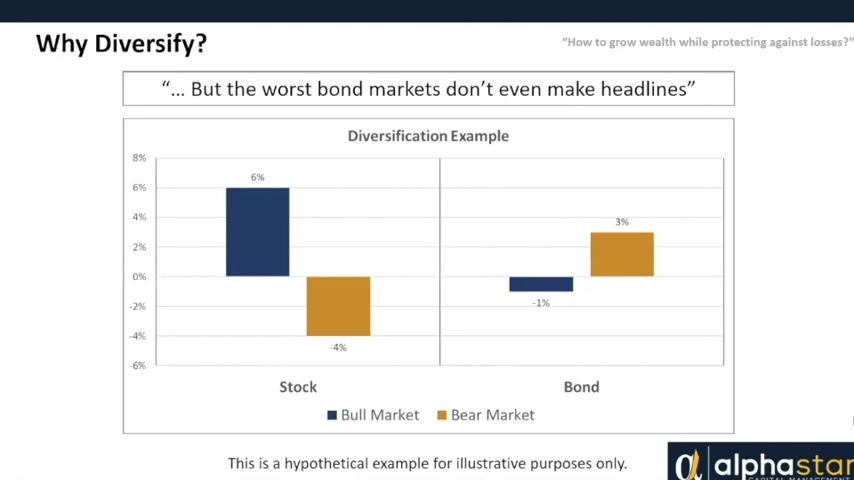 Why Diversify?
“How to grow wealth while protecting against losses?”
“... But the worst bond markets don’t even make headlines”
Diversification Example
8%
6%
4%
2%
0%
-2%
-4%
-6%
6%
-4%
-1%
3%
Stock
Bond
Bull Market
Bear Market
This is a hypothetical example for illustrative purposes only.
alphastar
CAPITAL MANAGEMENT